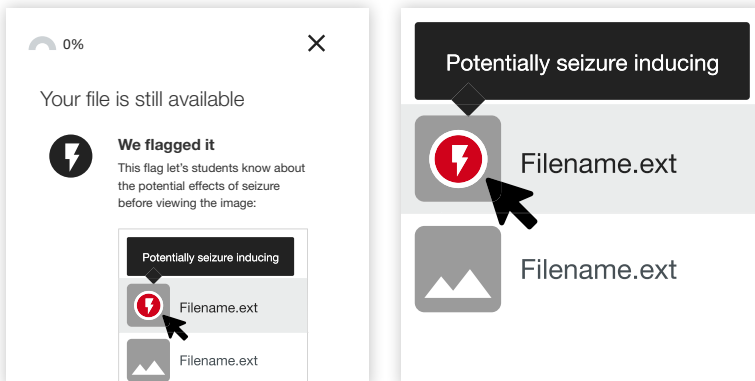 0%
Your file is still available
We flagged it
This flag let's students know about
the potential effects of seizure
before viewing the image:
Potentially seizure inducing
Filename.ext
Filename.ext
Potentially seizure inducing
Filename.ext
Filename.ext